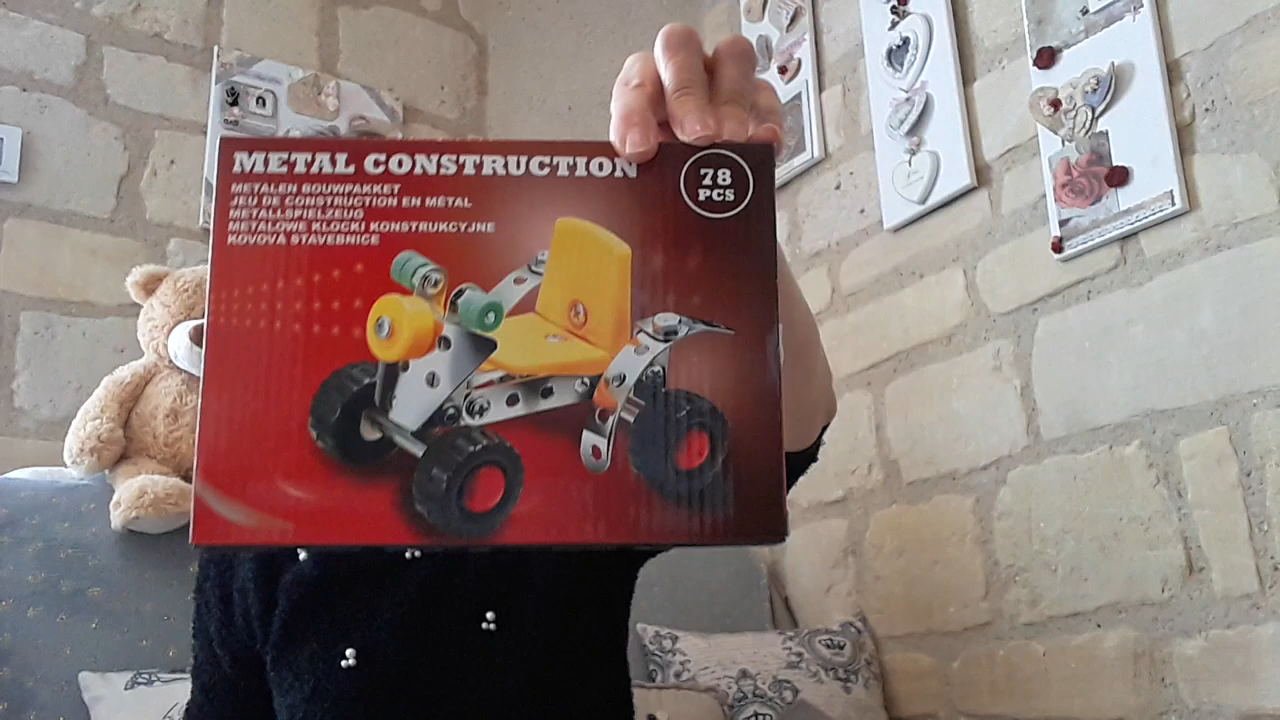 METAL CONSTRUCTION
METALEN BOUWPAKKET
JEU DE CONSTRUCTION EN MÉTAL
METALLSPIELZEUG
METALOWE KLOCKI KONSTRUKCYJNE
KOVOVÁ STAVEBNICE
78
PCS